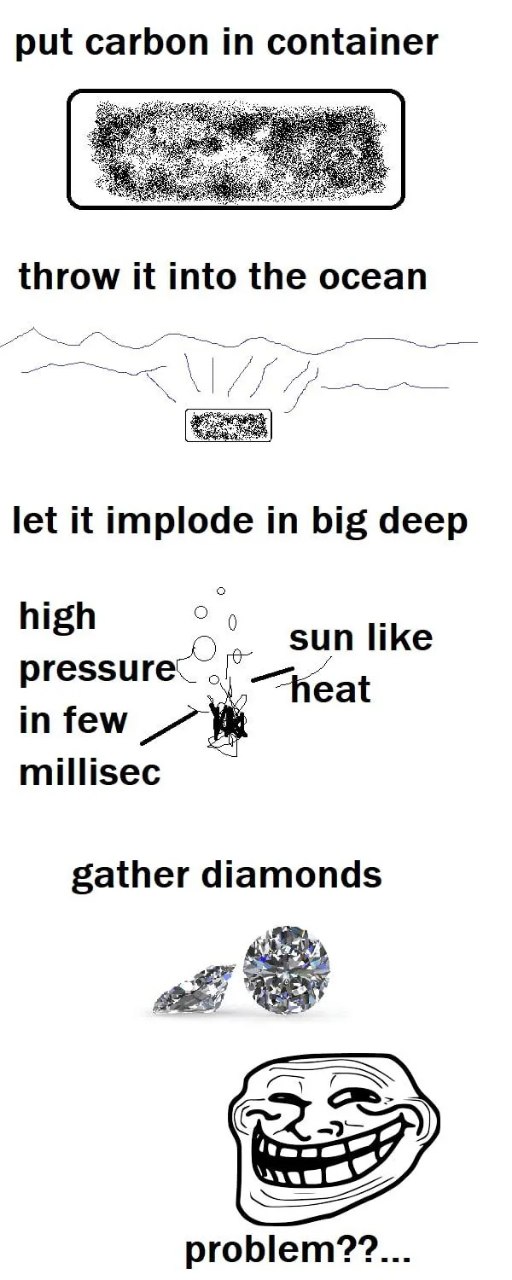 put carbon in container
throw it into the ocean
let it implode in big deep
high
pressure
in few
millisec
sun like
heat
gather diamonds
problem??...